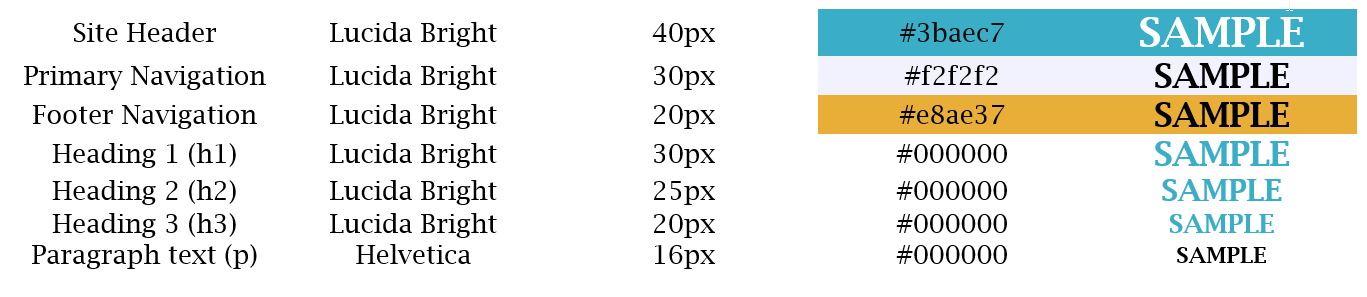 Site Header Lucida Bright 40px #3baec7 SAMPLE
Primary Navigation Lucida Bright 30px #f2f2f2 SAMPLE
Footer Navigation Lucida Bright 20px #e8ae37 SAMPLE
Heading 1 (h1) Lucida Bright 30px #000000 SAMPLE
Heading 2 (h2) Lucida Bright 25px #000000 SAMPLE
Heading 3 (h3) Lucida Bright 20px #000000 SAMPLE
Paragraph text (p) Helvetica 16px #000000 SAMPLE